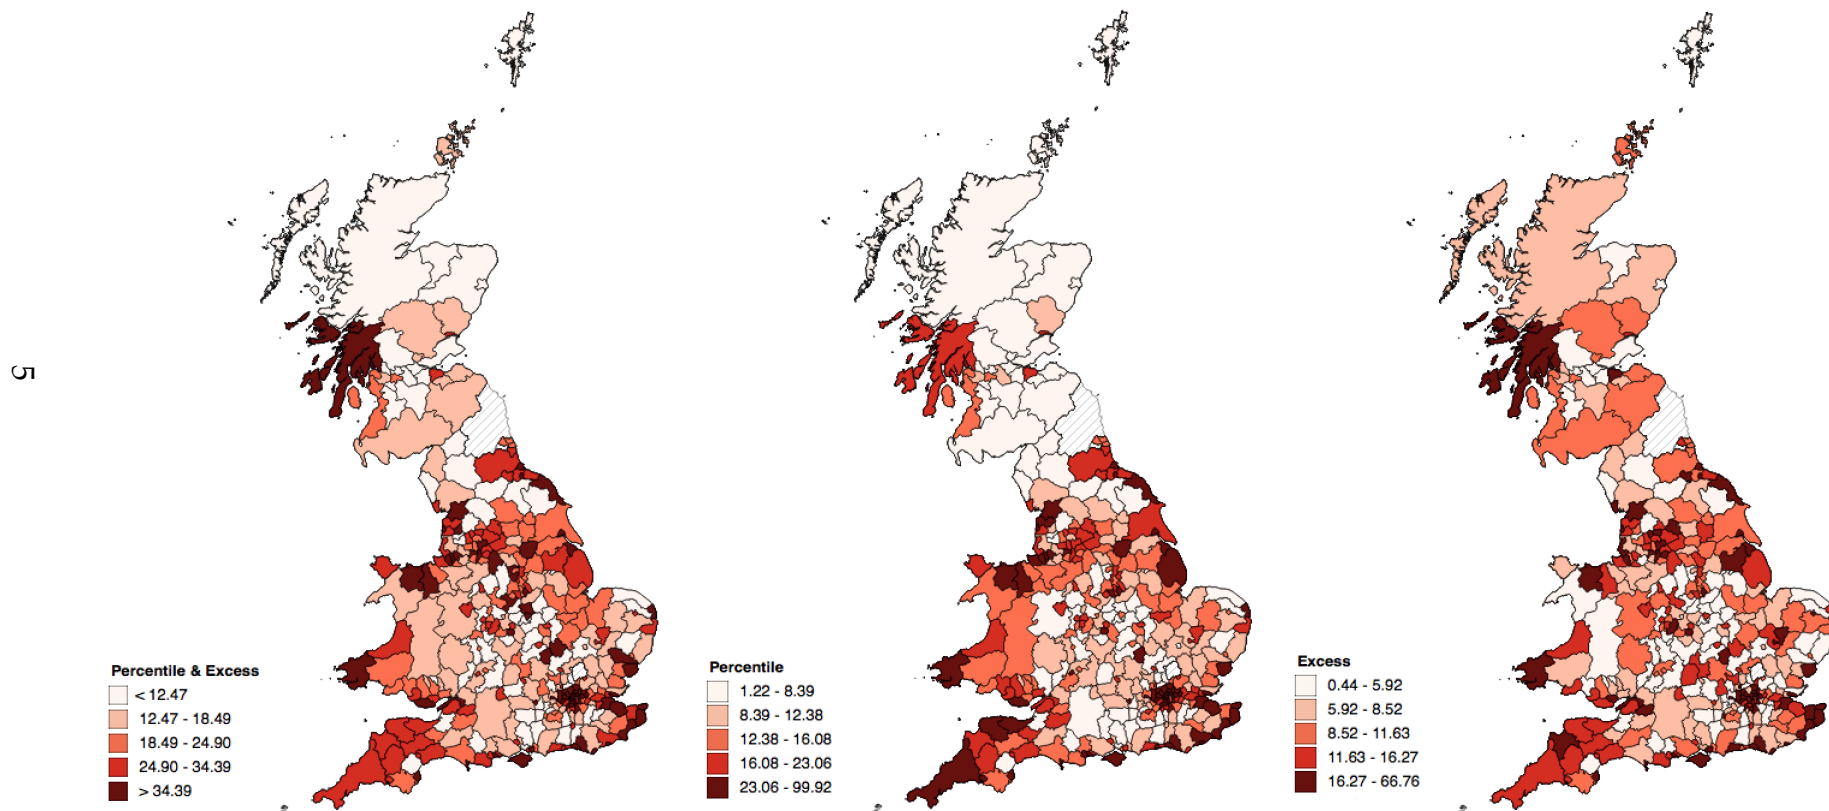 5
Percentile & Excess
< 12.47
12.47 - 18.49
18.49 - 24.90
24.90 - 34.39
> 34.39
Percentile
1.22 - 8.39
8.39 - 12.38
12.38 - 16.08
16.08 - 23.06
23.06 - 99.92
Excess
0.44 - 5.92
5.92 - 8.52
8.52 - 11.63
11.63 - 16.27
16.27 - 66.76